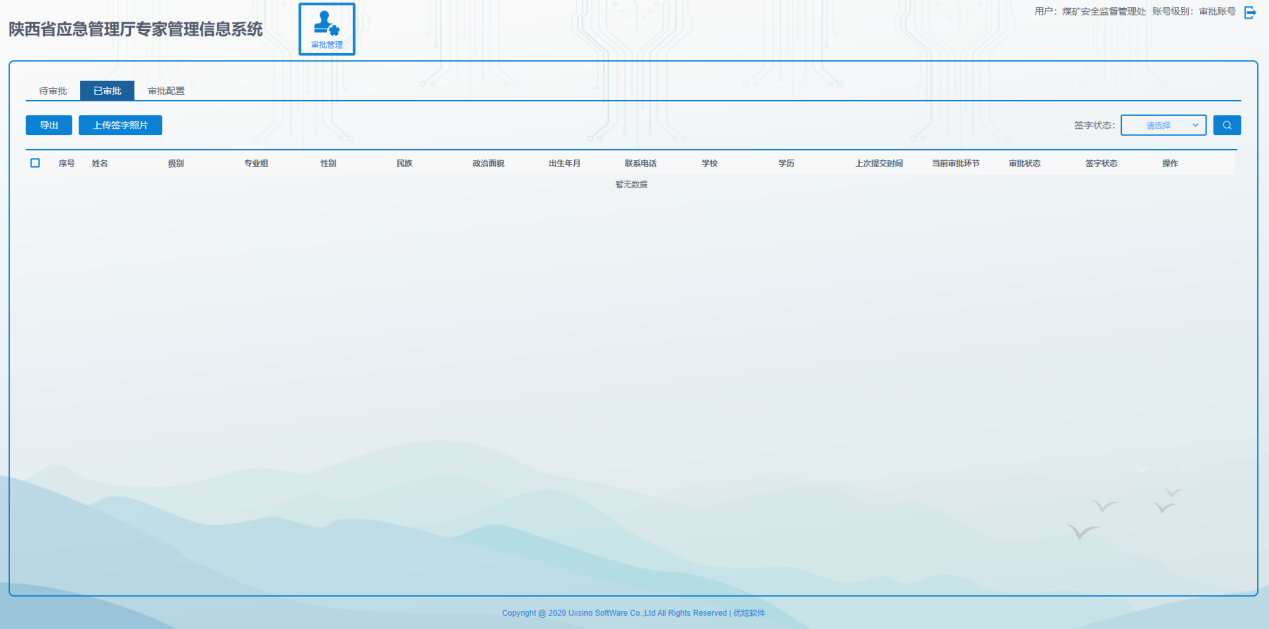 陕西省应急管理厅专家管理信息系统
审批管理
用户：煤矿安全监督管理处 账号级别：审批账号
待审批 已审批 审批配置
导出 上传签字照片 签字状态： 请选择
序号 姓名 级别 专业组 性别 民族 政治面貌 出生年月 联系电话 学校 学历 上次提交时间 当前审批环节 审批状态 签字状态 操作
暂无数据
Copyright @ 2020 Uxsino SoftWare Co.,Ltd All Rights Reserved | 优炫软件